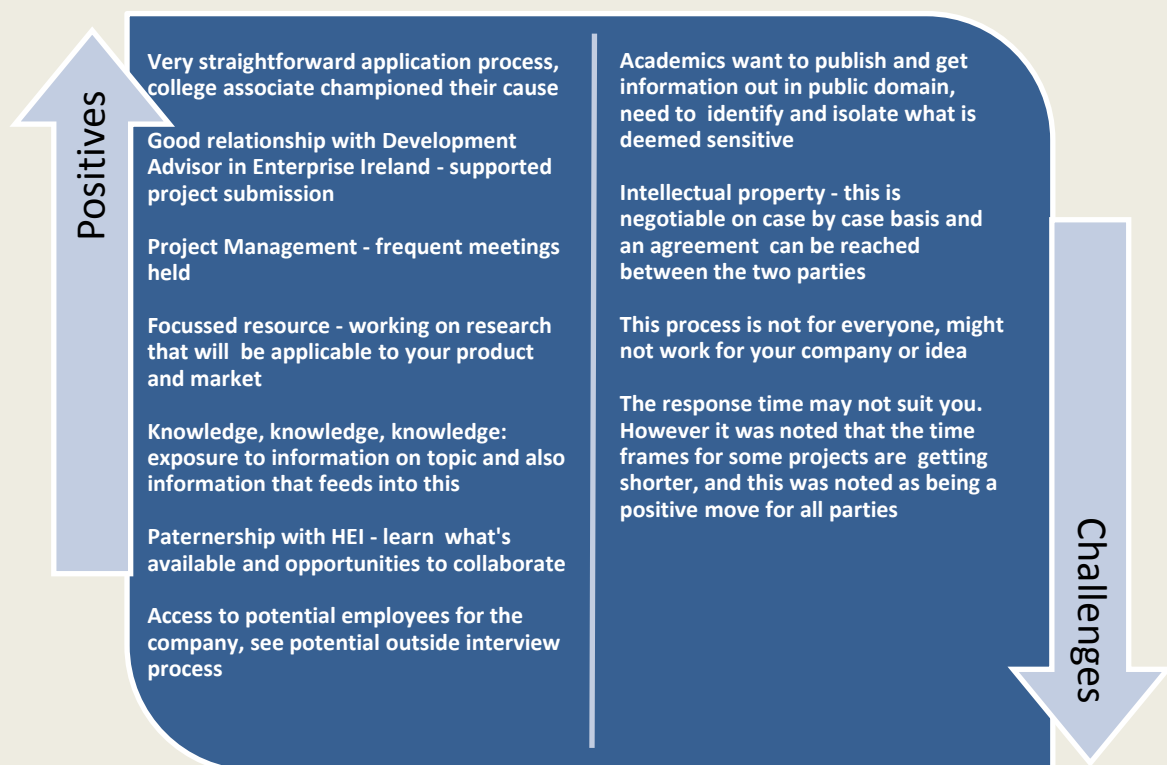 Positives
Very straightforward application process,
college associate championed their cause
Good relationship with Development
Advisor in Enterprise Ireland - supported
project submission
Project Management - frequent meetings
held
Focussed resource - working on research
that will be applicable to your product
and market
Knowledge, knowledge, knowledge:
exposure to information on topic and also
information that feeds into this
Paternership with HEI - learn what's
available and opportunities to collaborate
Access to potential employees for the
company, see potential outside interview
process
Academics want to publish and get
information out in public domain,
need to identify and isolate what is
deemed sensitive
Intellectual property - this is
negotiable on case by case basis and
an agreement can be reached
between the two parties
This process is not for everyone, might
not work for your company or idea
The response time may not suit you.
However it was noted that the time
frames for some projects are getting
shorter, and this was noted as being a
positive move for all parties
Challenges